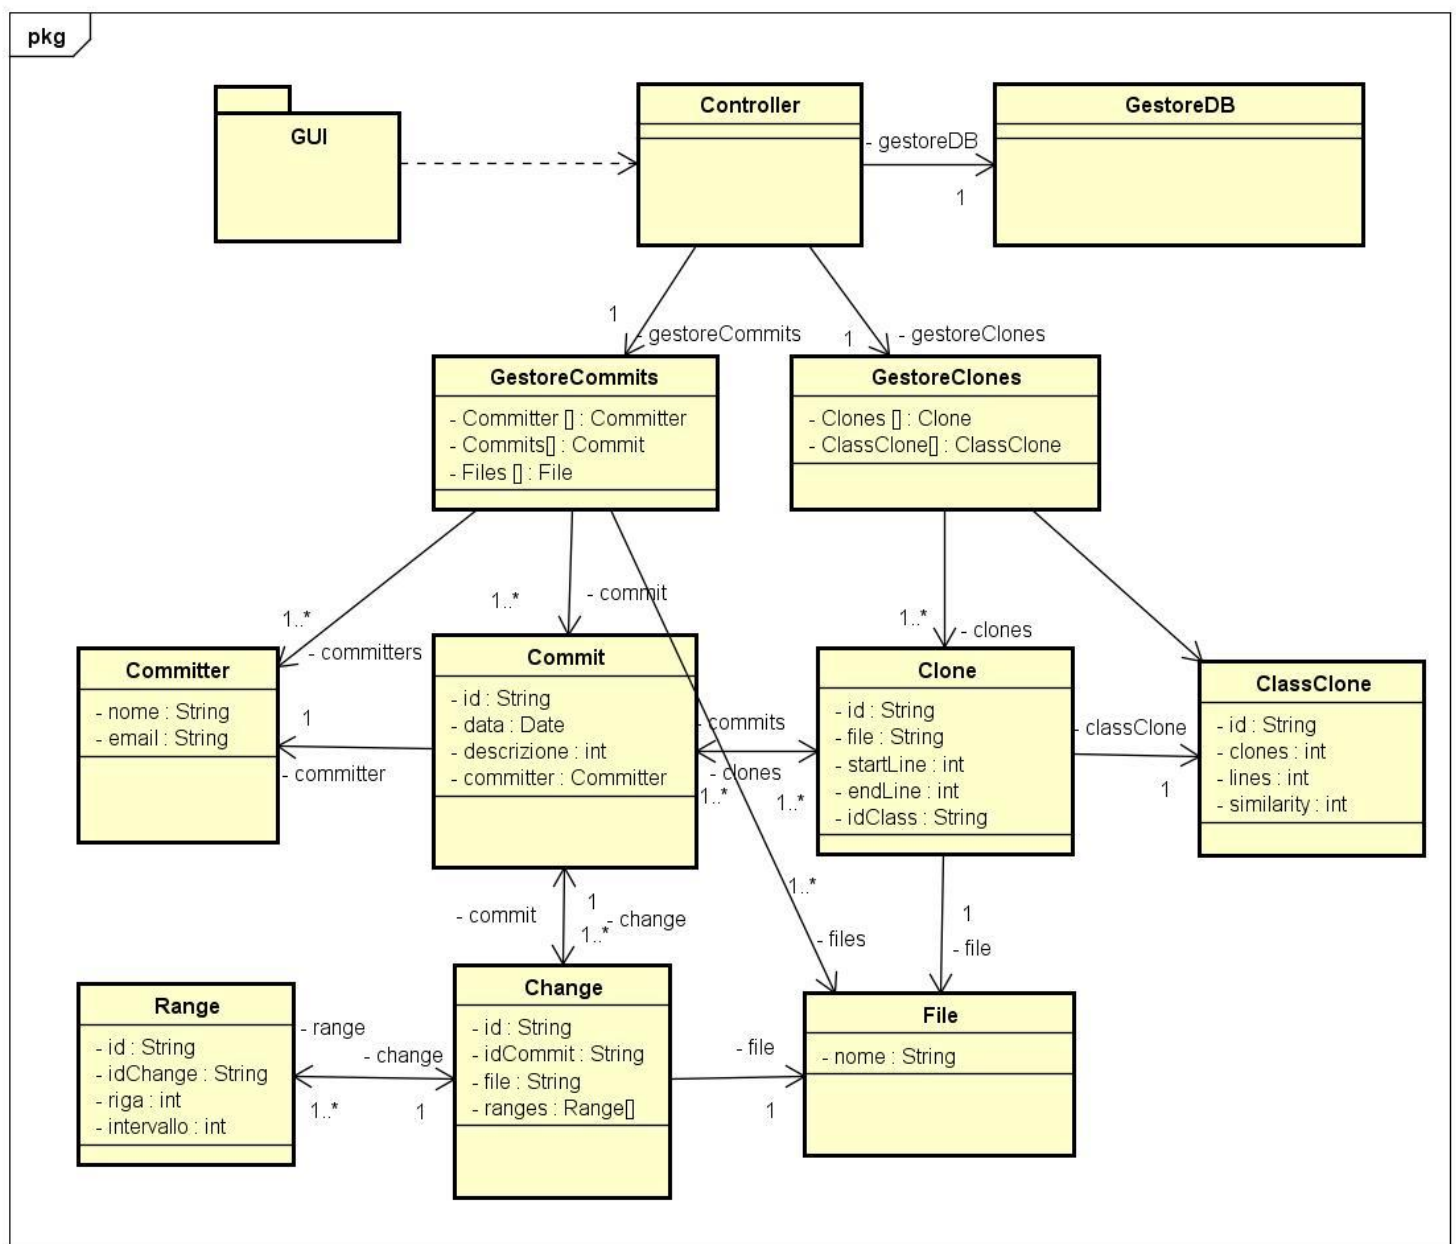 pkg
GUI
Controller
GestoreDB
- gestoreDB
1
1
- gestoreCommits
1
- gestoreClones
GestoreCommits
- Committer [] : Committer
- Commits[] : Commit
- Files [] : File
GestoreClones
- Clones [] : Clone
- ClassClone[] : ClassClone
1..*
- committers
1..*
- commit
1..*
- clones
Committer
- nome : String
- email : String
1
- committer
Commit
- id : String
- data : Date
- descrizione : int
- committer : Committer
- commits
- clones
1..*
1..*
Clone
- id : String
- file : String
- startLine : int
- endLine : int
- idClass : String
- classClone
1
ClassClone
- id : String
- clones : int
- lines : int
- similarity : int
- commit
1
- change
1..*
1..*
- files
1
- file
Range
- id : String
- idChange : String
- riga : int
- intervallo : int
- range
- change
1..*
1
Change
- id : String
- idCommit : String
- file : String
- ranges : Range[]
- file
1
File
- nome : String